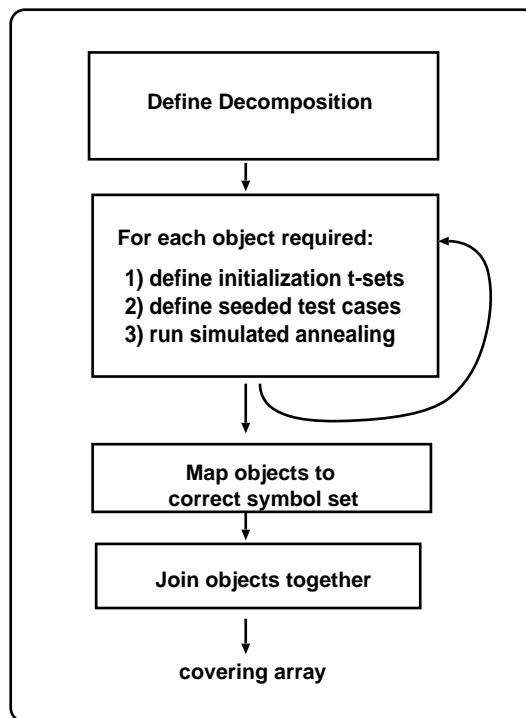 Define Decomposition
For each object required:
1) define initialization t-sets
2) define seeded test cases
3) run simulated annealing
Map objects to
correct symbol set
Join objects together
covering array